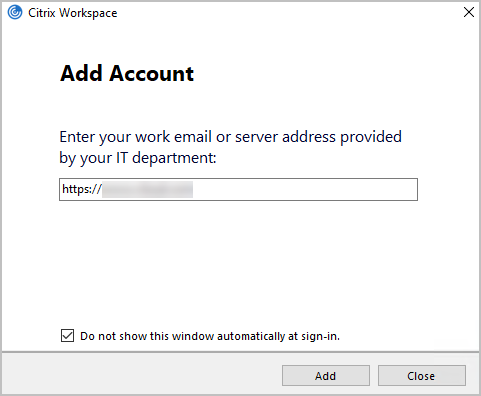 Citrix Workspace
Add Account
Enter your work email or server address provided
by your IT department:
https://
Do not show this window automatically at sign-in.
Add Close